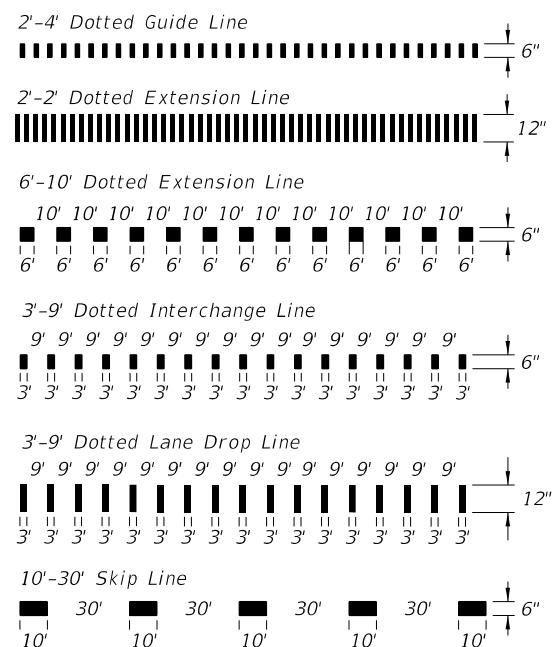 2'-4' Dotted Guide Line
6"
2'-2' Dotted Extension Line
12"
6'-10' Dotted Extension Line
10' 10' 10' 10' 10' 10' 10' 10' 10' 10' 10' 10'
6"
6' 6' 6' 6' 6' 6' 6' 6' 6' 6' 6' 6' 6'
3'-9' Dotted Interchange Line
9' 9' 9' 9' 9' 9' 9' 9' 9' 9' 9' 9' 9' 9' 9' 9'
6"
3' 3' 3' 3' 3' 3' 3' 3' 3' 3' 3' 3' 3' 3' 3' 3' 3'
3'-9' Dotted Lane Drop Line
9' 9' 9' 9' 9' 9' 9' 9' 9' 9' 9' 9' 9' 9' 9' 9'
12"
3' 3' 3' 3' 3' 3' 3' 3' 3' 3' 3' 3' 3' 3' 3' 3' 3'
10'-30' Skip Line
30' 30' 30' 30' 6"
10' 10' 10' 10' 10'